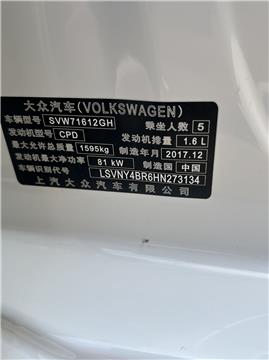 大众汽车(VOLKSWAGEN)
车辆型号 SVW71612GH 乘坐人数 5
发动机型号 CPD 发动机排量 1.6 L
最大允许总质量 1595kg 制造年月 2017.12
发动机最大净功率 81 kW 制造国 中国
车辆识别代号 LSVNY4BR6HN273134
上汽大众汽车有限公司